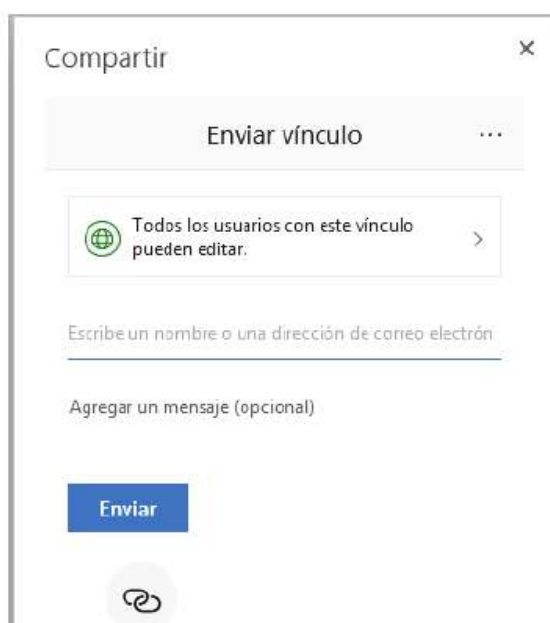 Compartir
Enviar vínculo
Todos los usuarios con este vínculo
pueden editar.
Escribe un nombre o una dirección de correo electrón
Agregar un mensaje (opcional)
Enviar